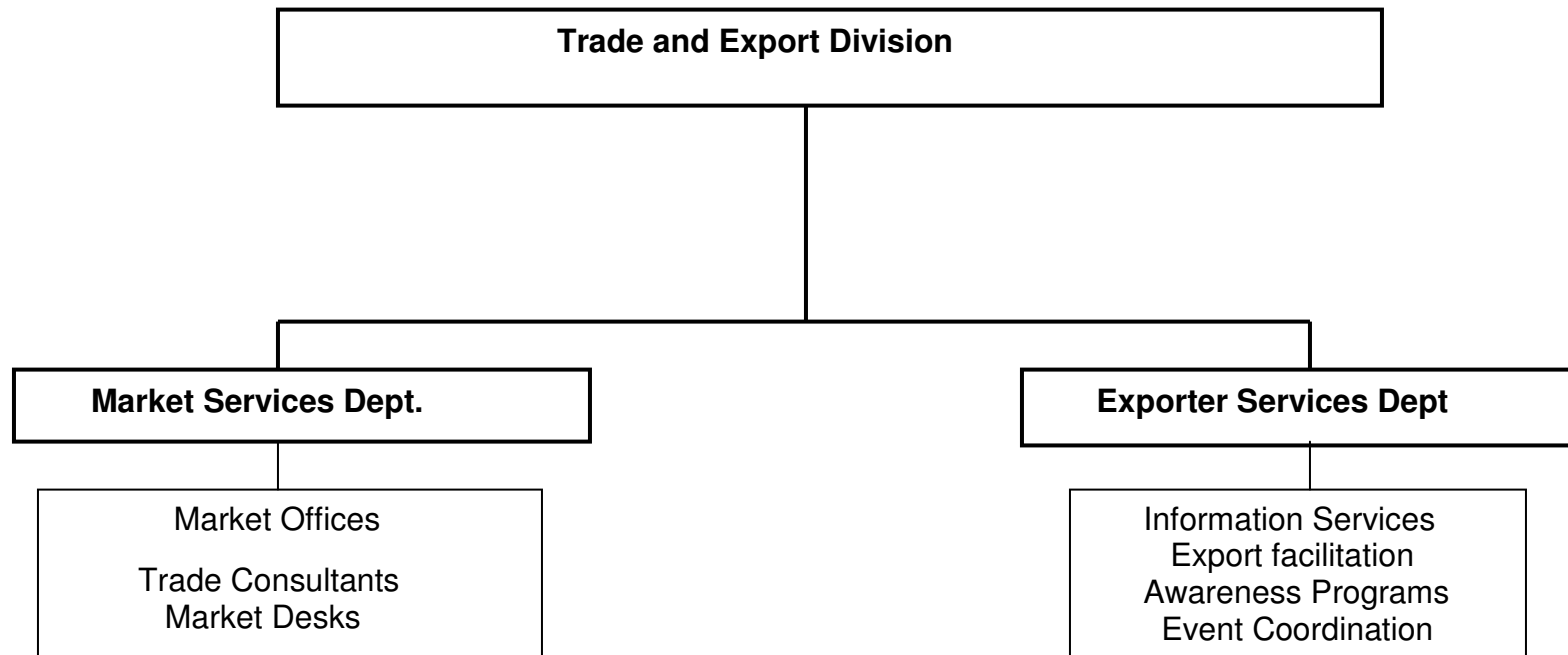 Trade and Export Division
Market Services Dept.
Exporter Services Dept
Market Offices
Trade Consultants
Market Desks
Information Services
Export facilitation
Awareness Programs
Event Coordination